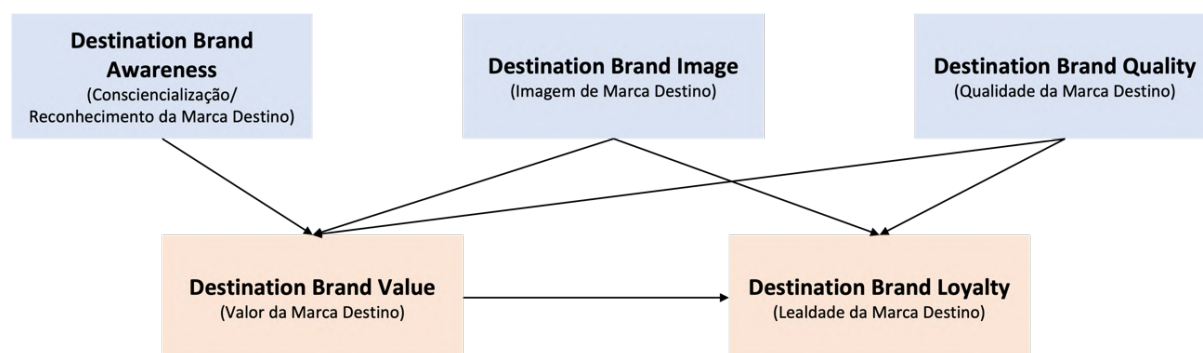 Destination Brand
Awareness
(Consciencialização/
Reconhecimento da Marca Destino)
Destination Brand Image
(Imagem de Marca Destino)
Destination Brand Quality
(Qualidade da Marca Destino)
Destination Brand Value
(Valor da Marca Destino)
Destination Brand Loyalty
(Lealdade da Marca Destino)